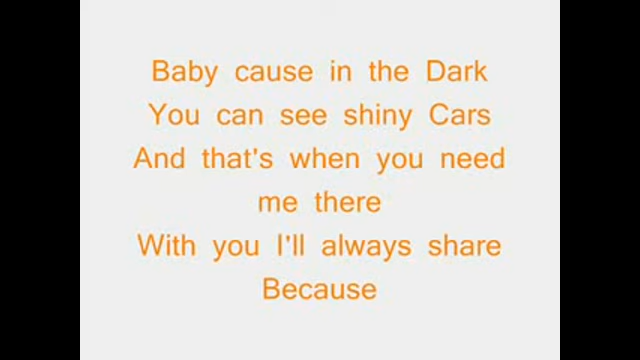 Baby cause in the Dark
You can see shiny Cars
And that's when you need
me there
With you I'll always share
Because